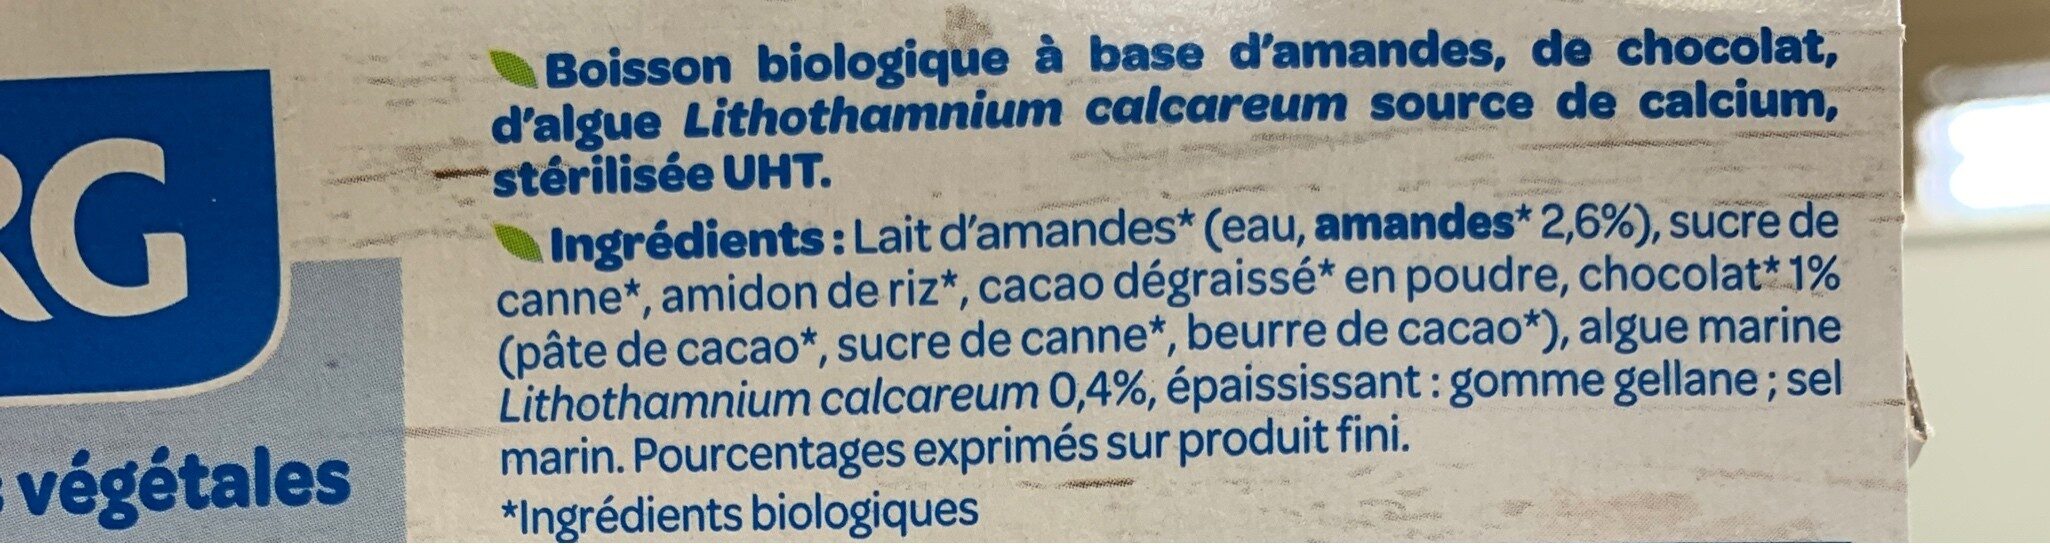 Boisson biologique à base d'amandes, de chocolat,
d'algue Lithothamnium calcareum source de calcium,
stérilisée UHT.
Ingrédients : Lait d'amandes* (eau, amandes* 2,6%), sucre de
canne*, amidon de riz*, cacao dégraissé* en poudre, chocolat* 1%
(pâte de cacao*, sucre de canne*, beurre de cacao*), algue marine
Lithothamnium calcareum 0,4%, épaississant : gomme gellane ; sel
marin. Pourcentages exprimés sur produit fini.
*Ingrédients biologiques
RG
végétales